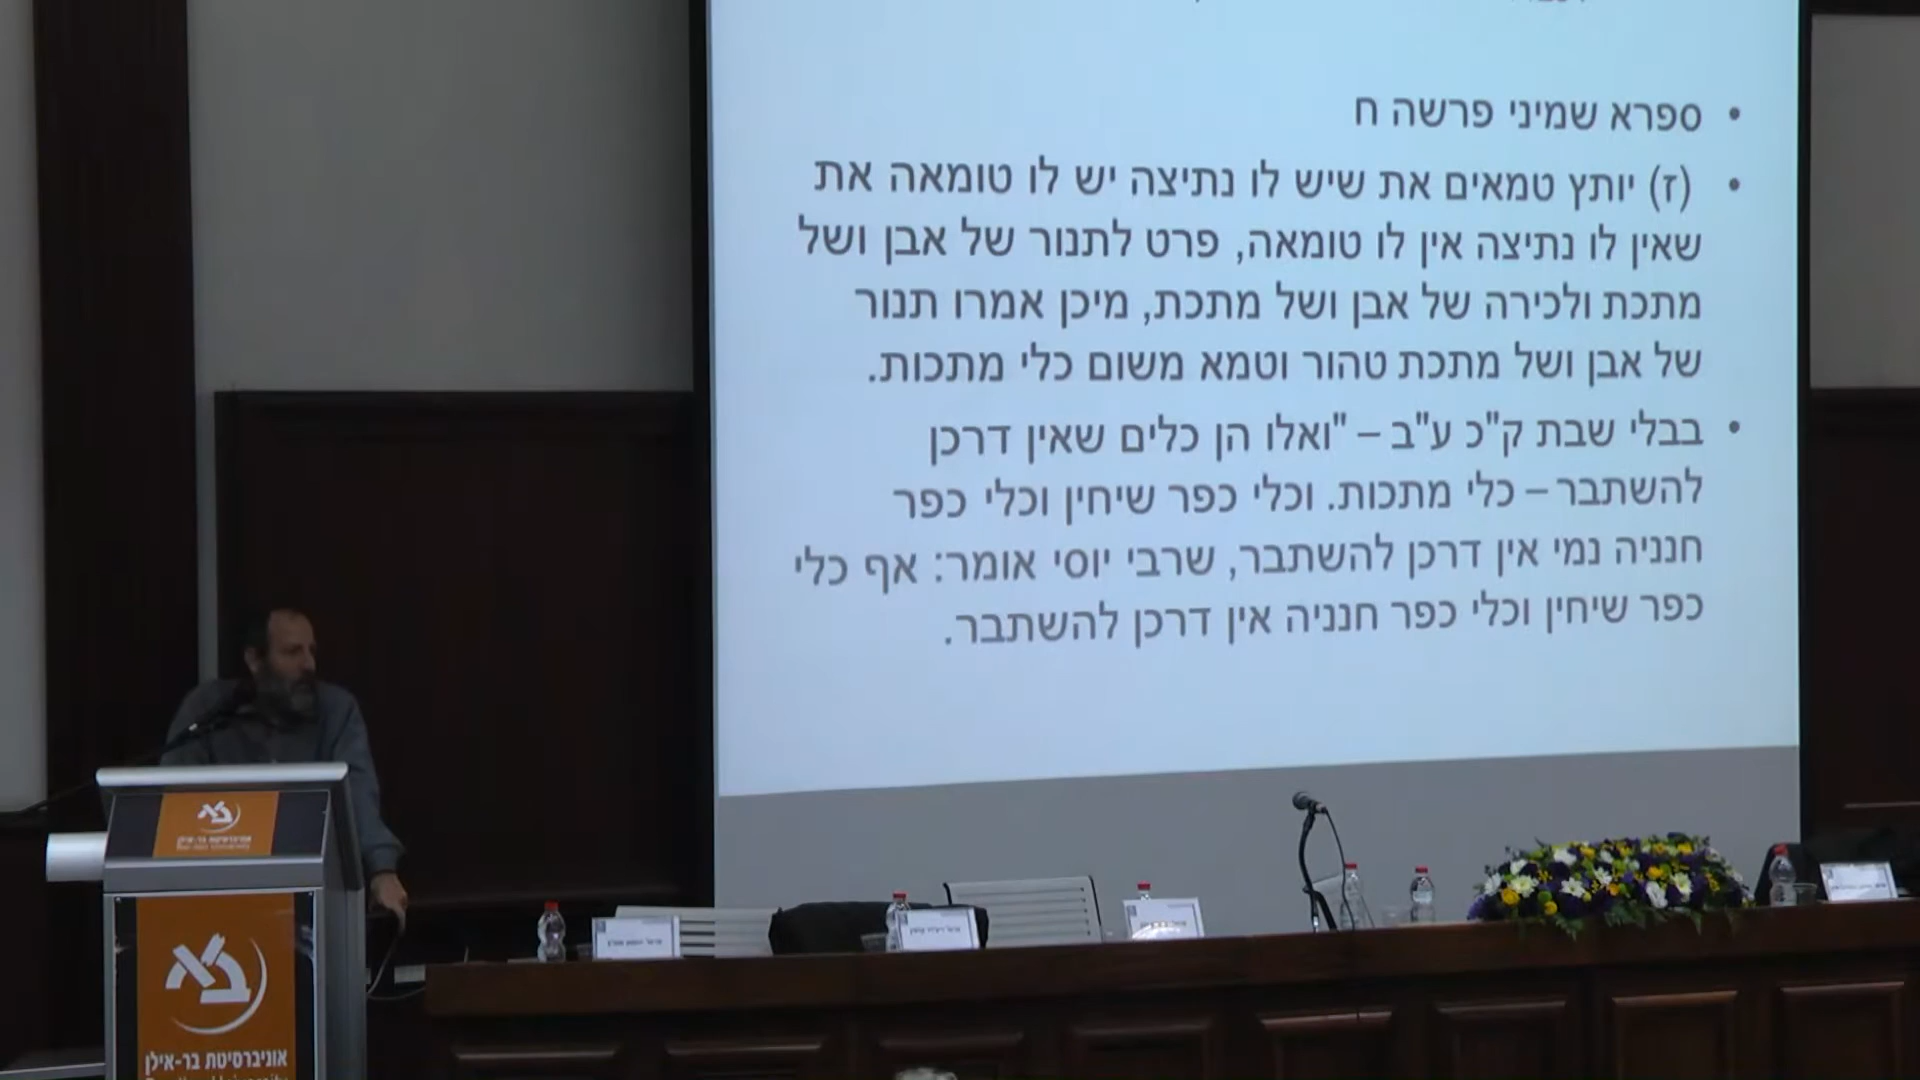 ספרא שמיני פרשה ח
(ז) יותץ טמאים את שיש לו נתיצה יש לו טומאה את
שאין לו נתיצה אין לו טומאה, פרט לתנור של אבן ושל
מתכת ולכירה של אבן ושל מתכת, מיכן אמרו תנור
של אבן ושל מתכת טהור וטמא משום כלי מתכות.
בבלי שבת ק"כ ע"ב – "ואלו הן כלים שאין דרכן
להשתבר – כלי מתכות. וכלי כפר שיחין וכלי כפר
חנניה נמי אין דרכן להשתבר, שרבי יוסי אומר: אף כלי
כפר שיחין וכלי כפר חנניה אין דרכן להשתבר.
אוניברסיטת בר-אילן
אוניברסיטת בר-אילן